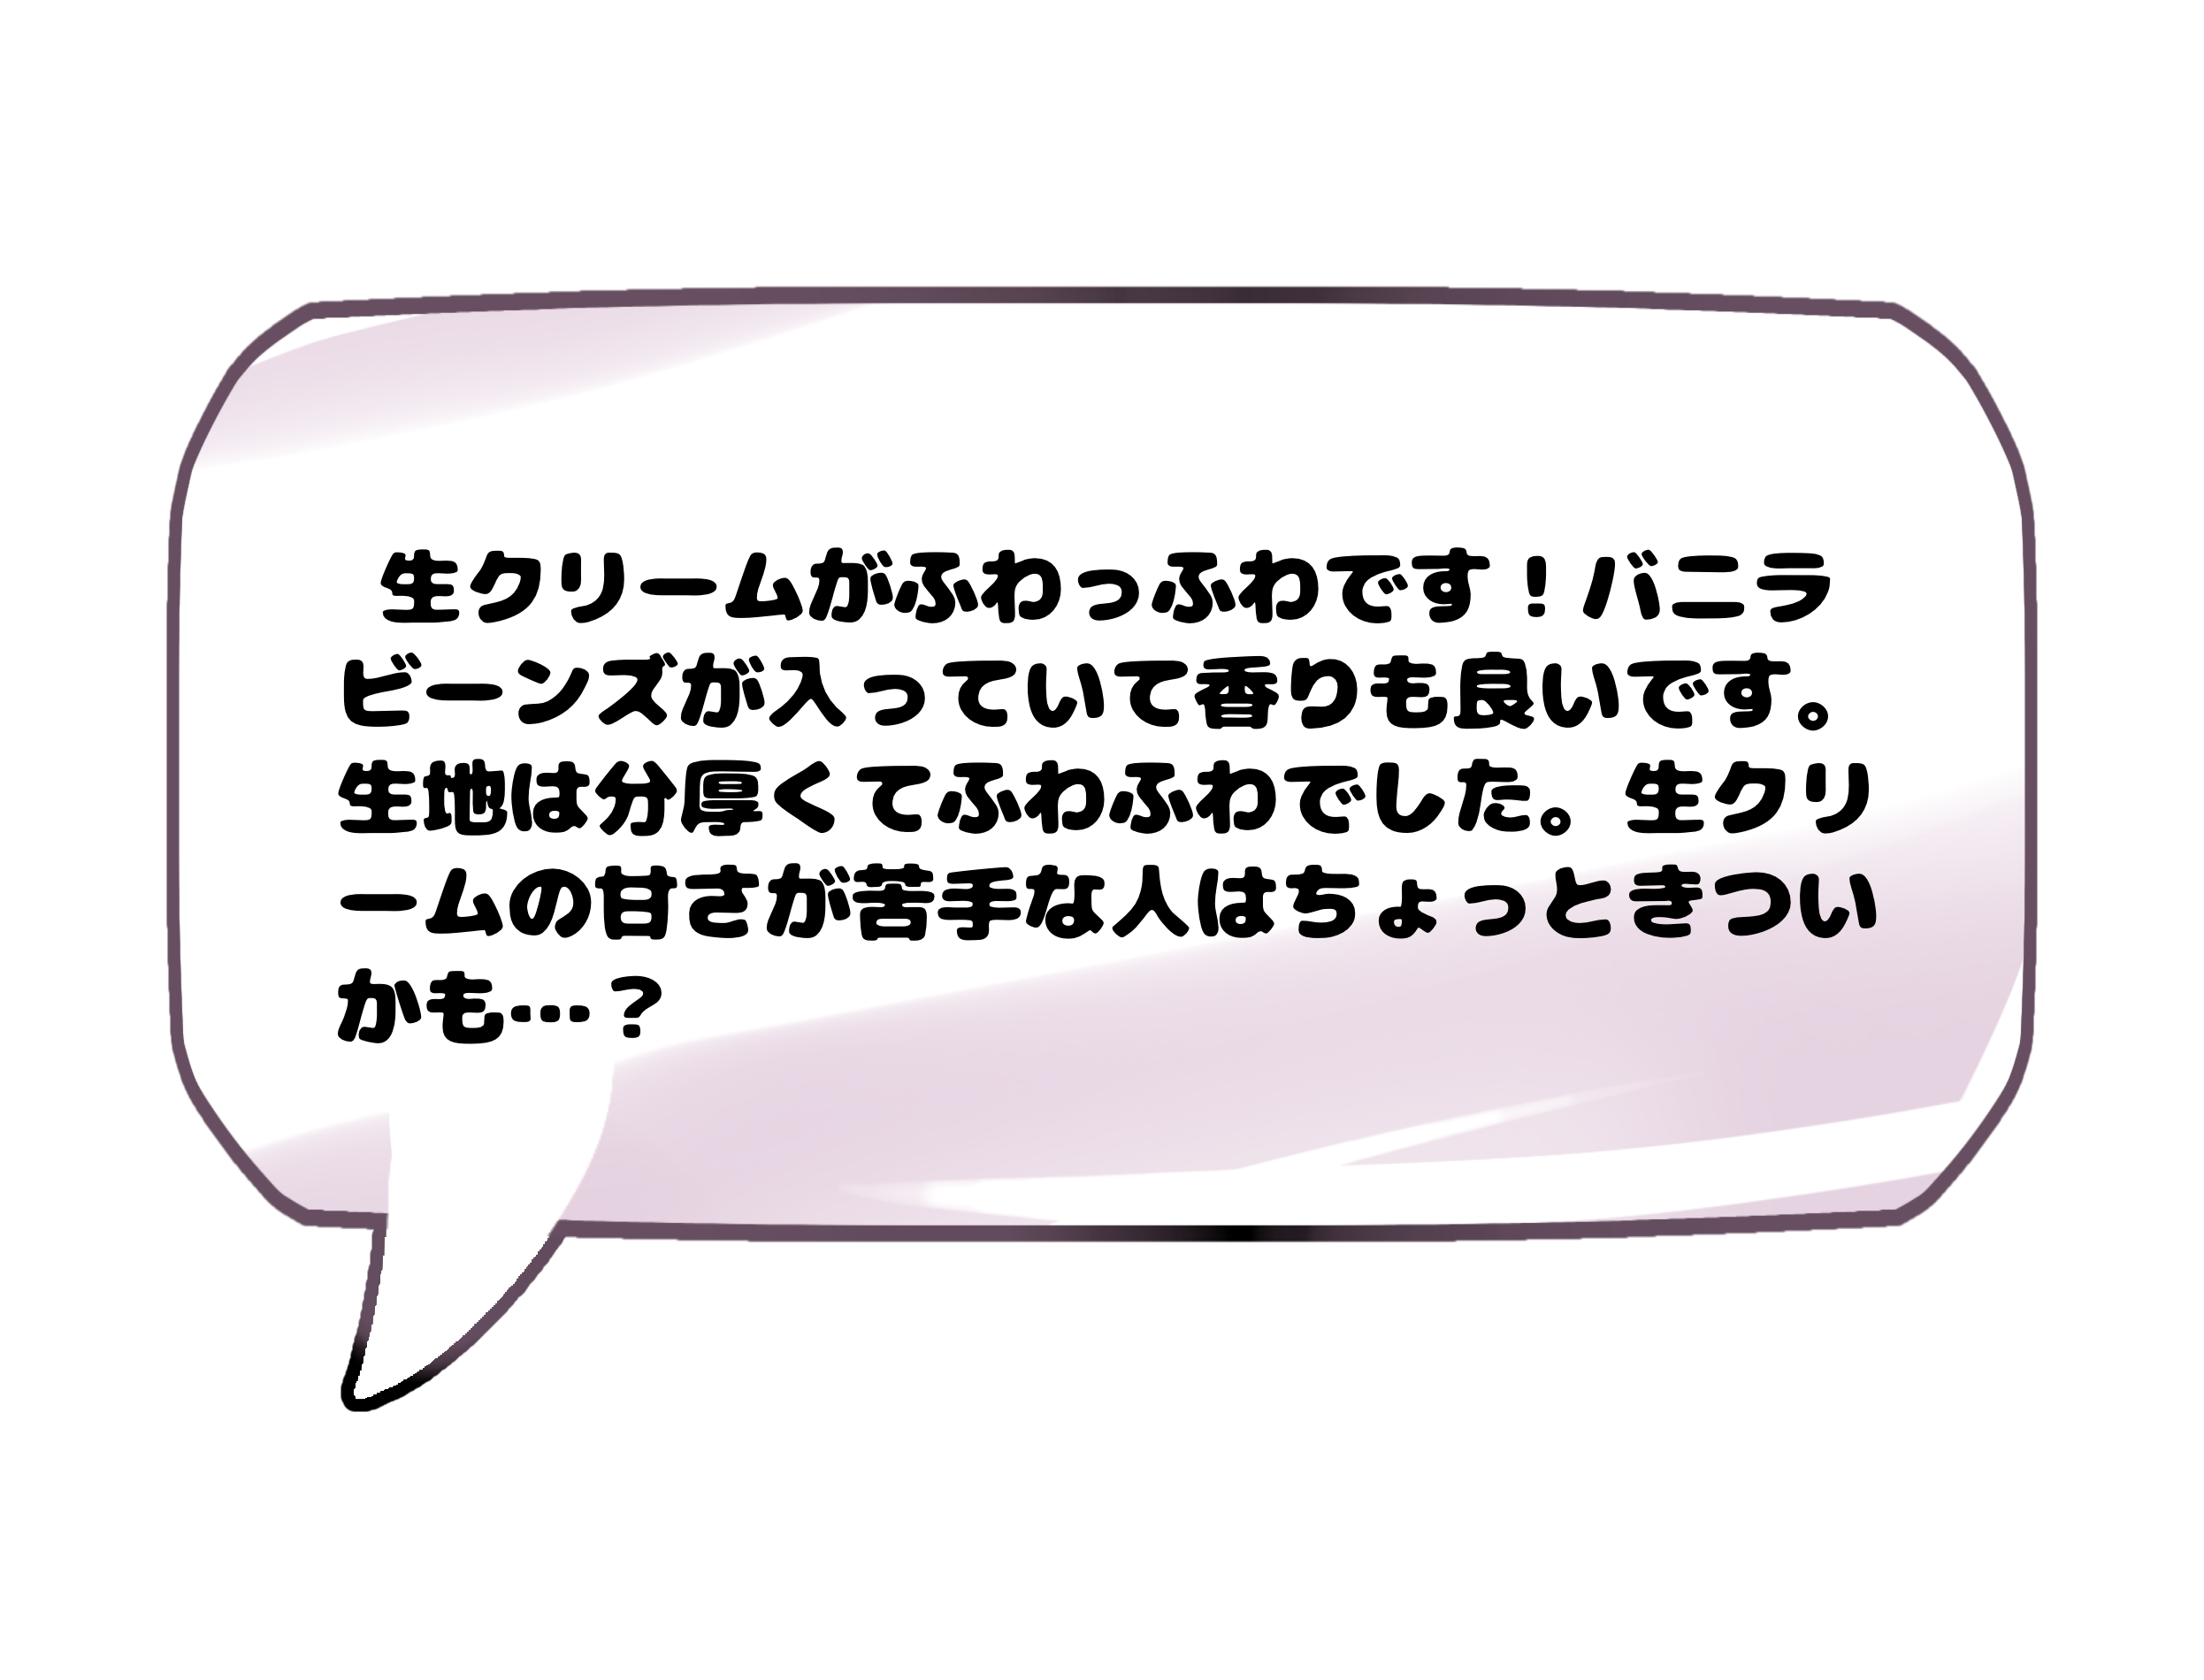 生クリームがふわっふわです！バニラ
ビーンズが入っていて香りも良いです。
生地は分厚くてふわふわでした。生クリ
ームの甘さが苦手な人はちょっときつい
かも…？